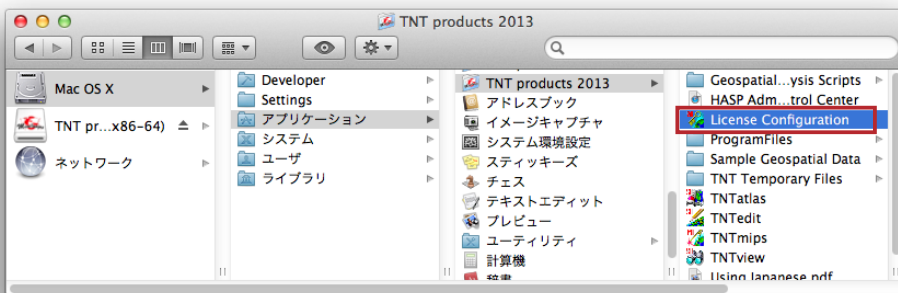 TNT products 2013
Mac OS X
TNT pr...x86-64)
ネットワーク
Developer
Settings
アプリケーション
システム
ユーザ
ライブラリ
TNT products 2013
アドレスブック
イメージキャプチャ
システム環境設定
スティッキーズ
チェス
テキストエディット
プレビュー
ユーティリティ
計算機
辞書
Geospatial...ysis Scripts
HASP Adm...trol Center
License Configuration
ProgramFiles
Sample Geospatial Data
TNT Temporary Files
TNTatlas
TNTedit
TNTmips
TNTview
Using Japanese.pdf